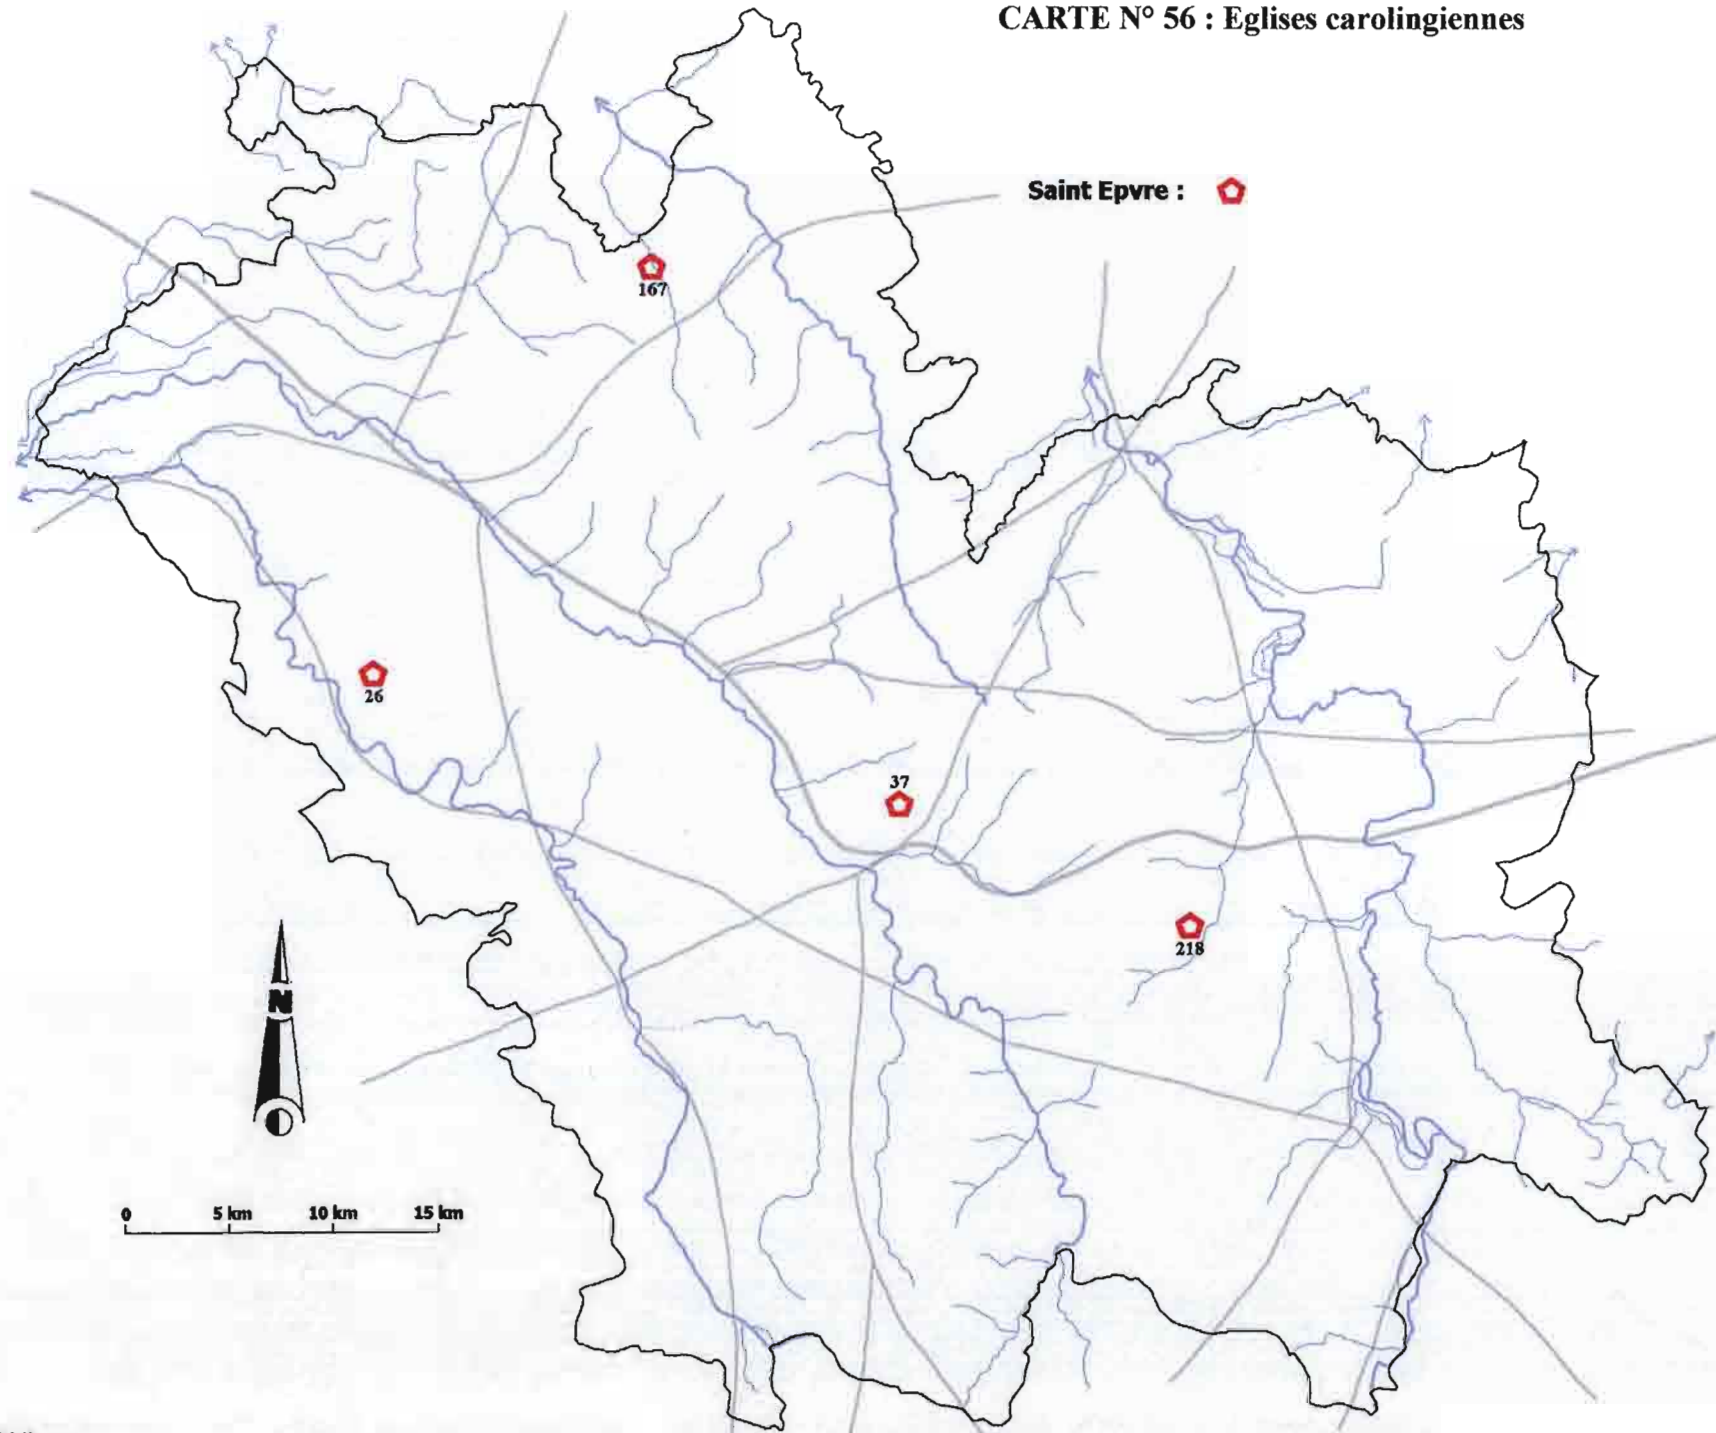 CARTE N° 56 : Eglises carolingiennes
Saint Epvre :
167
26
37
218
N
0 5 km 10 km 15 km